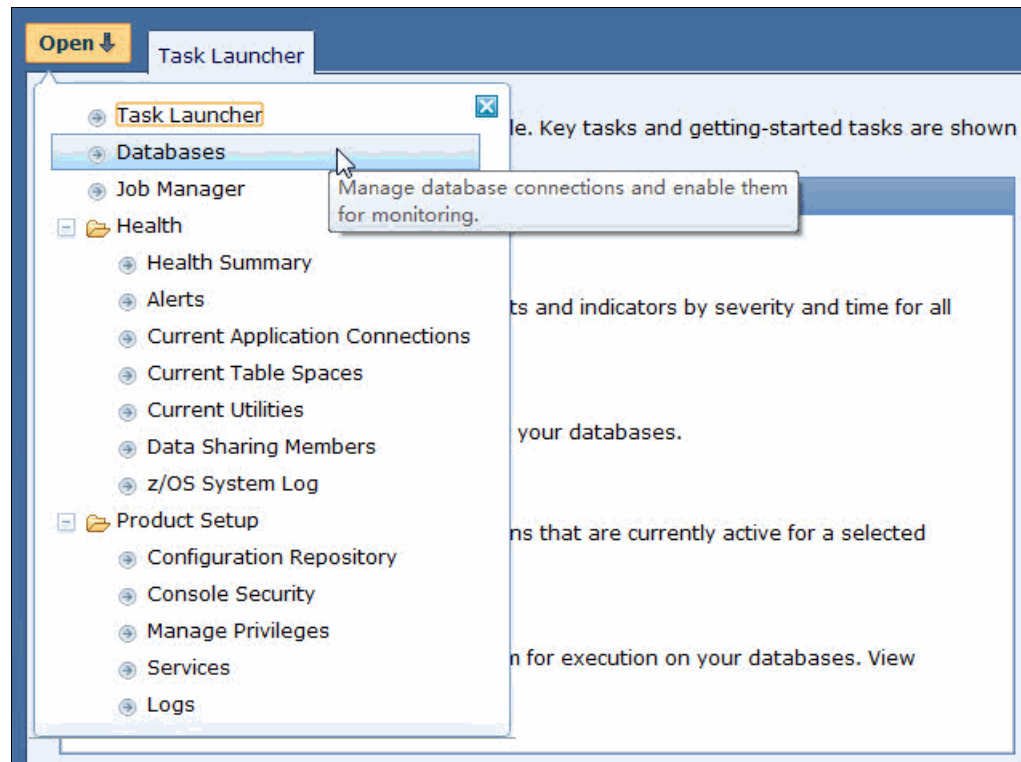 Open
Task Launcher
Task Launcher
le. Key tasks and getting-started tasks are shown
Databases
Job Manager
Manage database connections and enable them
for monitoring.
Health
Health Summary
Alerts
ts and indicators by severity and time for all
Current Application Connections
Current Table Spaces
Current Utilities
your databases.
Data Sharing Members
z/OS System Log
Product Setup
ns that are currently active for a selected
Configuration Repository
Console Security
Manage Privileges
n for execution on your databases. View
Services
Logs